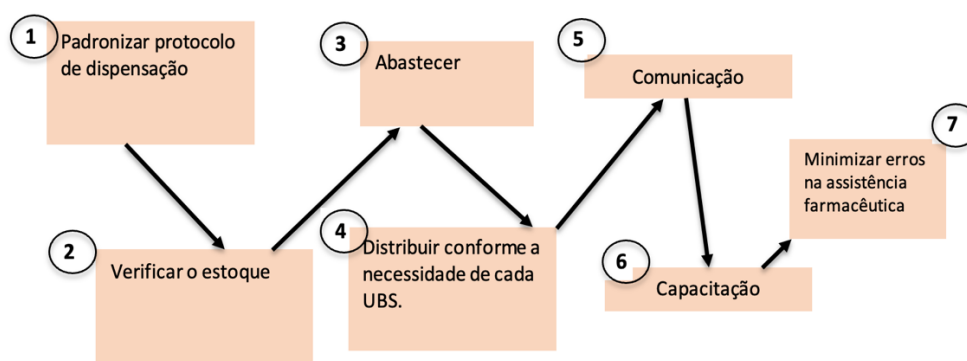 1
Padronizar protocolo
de dispensação
2
Verificar o estoque
3
Abastecer
4
Distribuir conforme a
necessidade de cada
UBS.
5
Comunicação
6
Capacitação
7
Minimizar erros
na assistência
farmacêutica